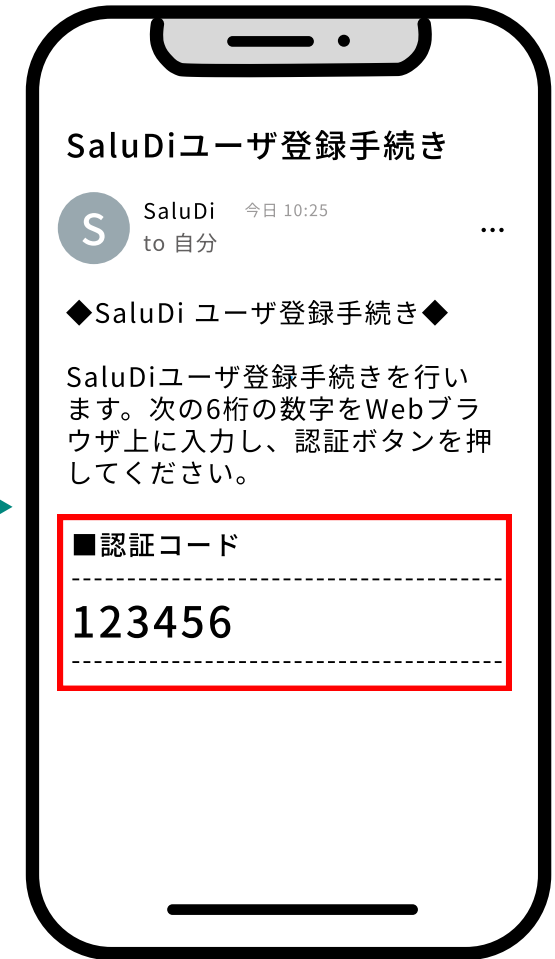 SaluDiユーザ登録手続き
S
SaluDi 今日 10:25
to 自分
◆SaluDi ユーザ登録手続き◆
SaluDiユーザ登録手続きを行い
ます。次の6桁の数字をWebブラ
ウザ上に入力し、認証ボタンを押
してください。
■認証コード
123456